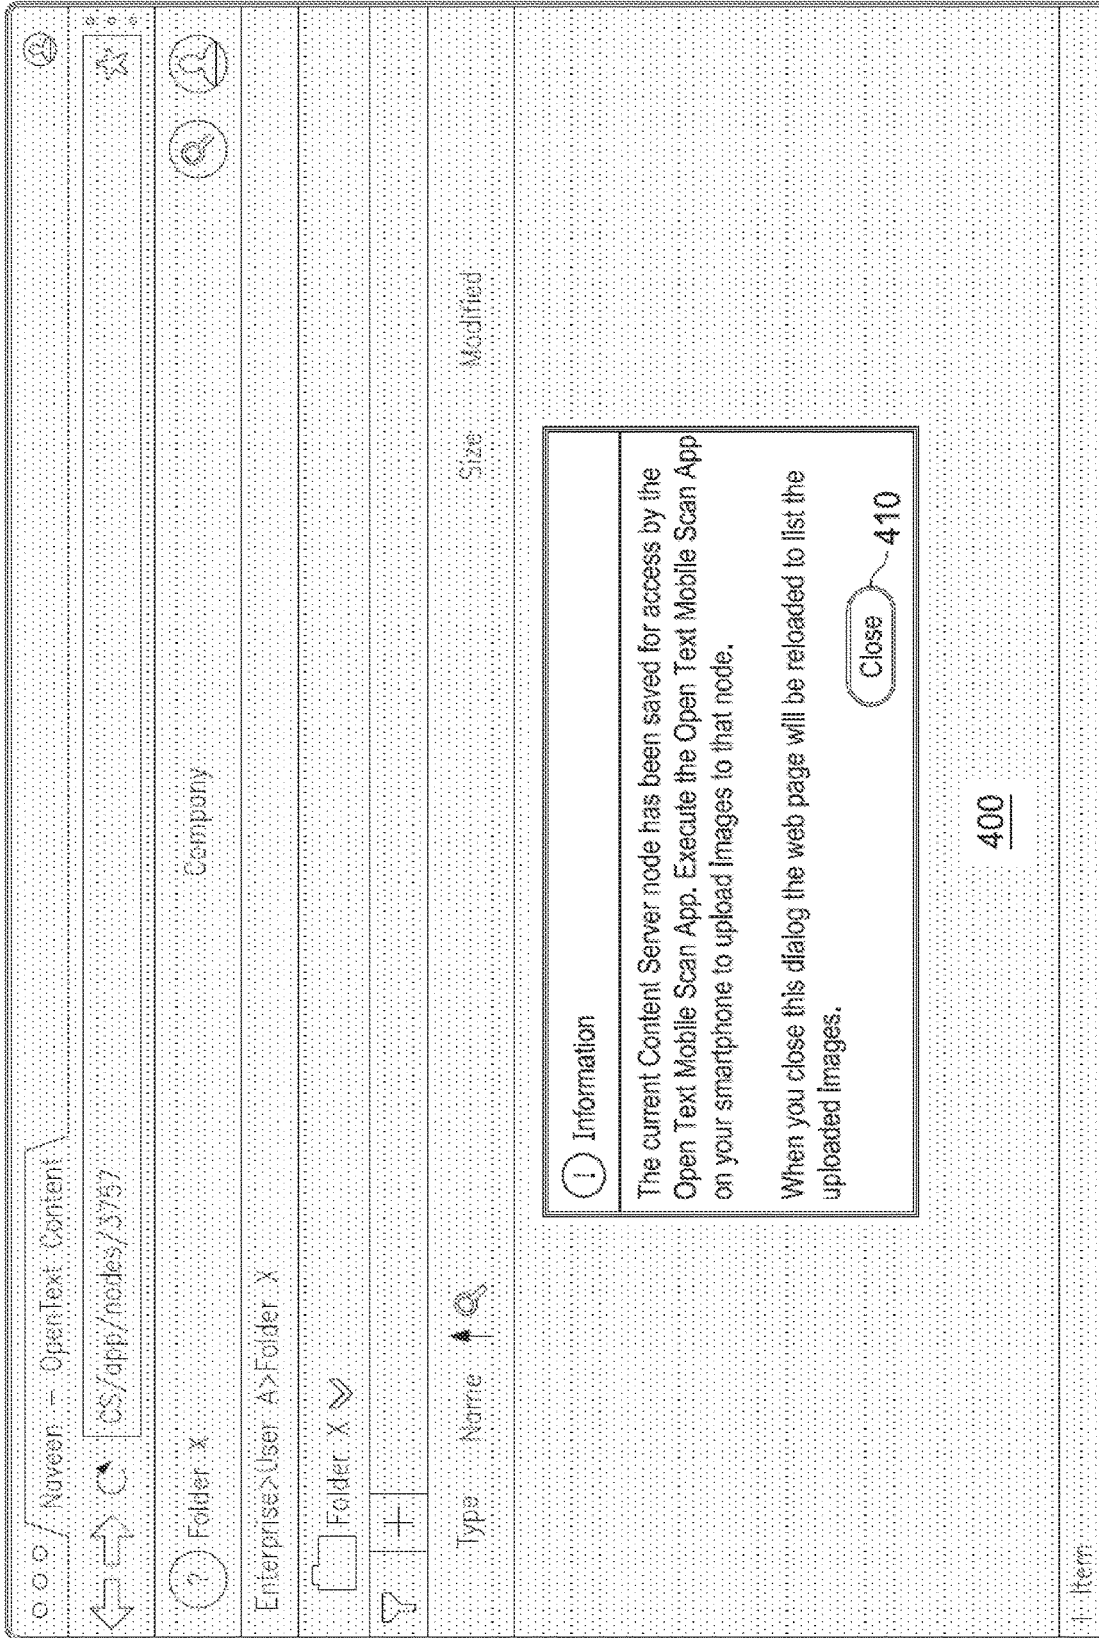 Naveen - OpenText Content
CS/app/nodes/3757
? Folder X
Company
Enterprise>User A>Folder X
Folder X
+
Type Name Size Modified
! Information
The current Content Server node has been saved for access by the
Open Text Mobile Scan App. Execute the Open Text Mobile Scan App
on your smartphone to upload images to that node.
When you close this dialog the web page will be reloaded to list the
uploaded images.
Close
410
400
1 Item